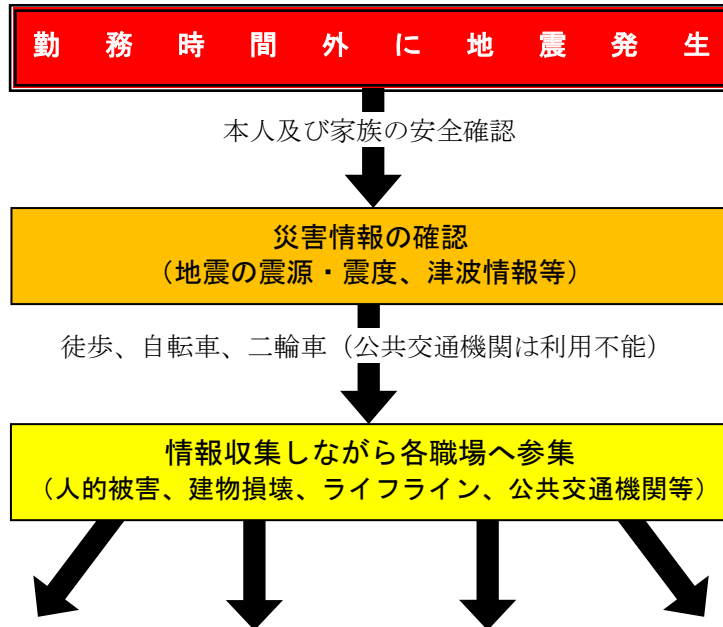 勤務時間外に地震発生
本人及び家族の安全確認
災害情報の確認
（地震の震源・震度、津波情報等）
徒歩、自転車、二輪車（公共交通機関は利用不能）
情報収集しながら各職場へ参集
（人的被害、建物損壊、ライフライン、公共交通機関等）